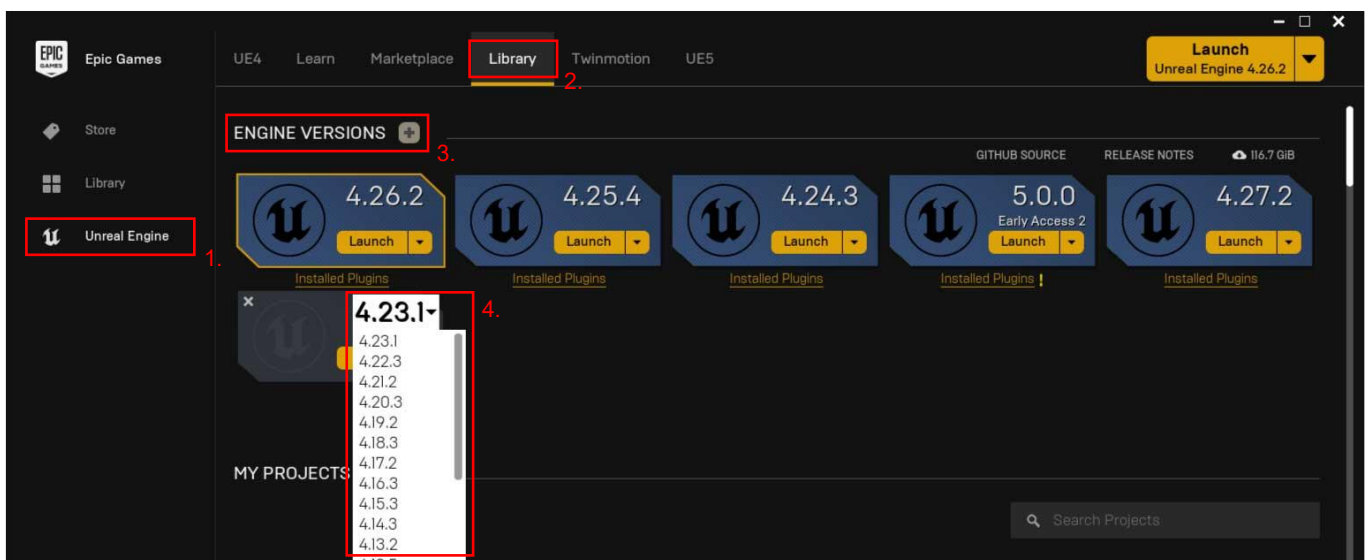 EPIC
GAMES
Epic Games
UE4 Learn Marketplace Library Twinmotion UE5
2.
Launch
Unreal Engine 4.26.2
Store
Library
Unreal Engine
1.
ENGINE VERSIONS
3.
GITHUB SOURCE RELEASE NOTES 116.7 GiB
4.26.2
Launch
Installed Plugins
4.25.4
Launch
Installed Plugins
4.24.3
Launch
Installed Plugins
5.0.0
Early Access 2
Launch
Installed Plugins !
4.27.2
Launch
Installed Plugins
4.23.1
4.
4.23.1
4.22.3
4.21.2
4.20.3
4.19.2
4.18.3
4.17.2
4.16.3
4.15.3
4.14.3
4.13.2
MY PROJECTS
Search Projects